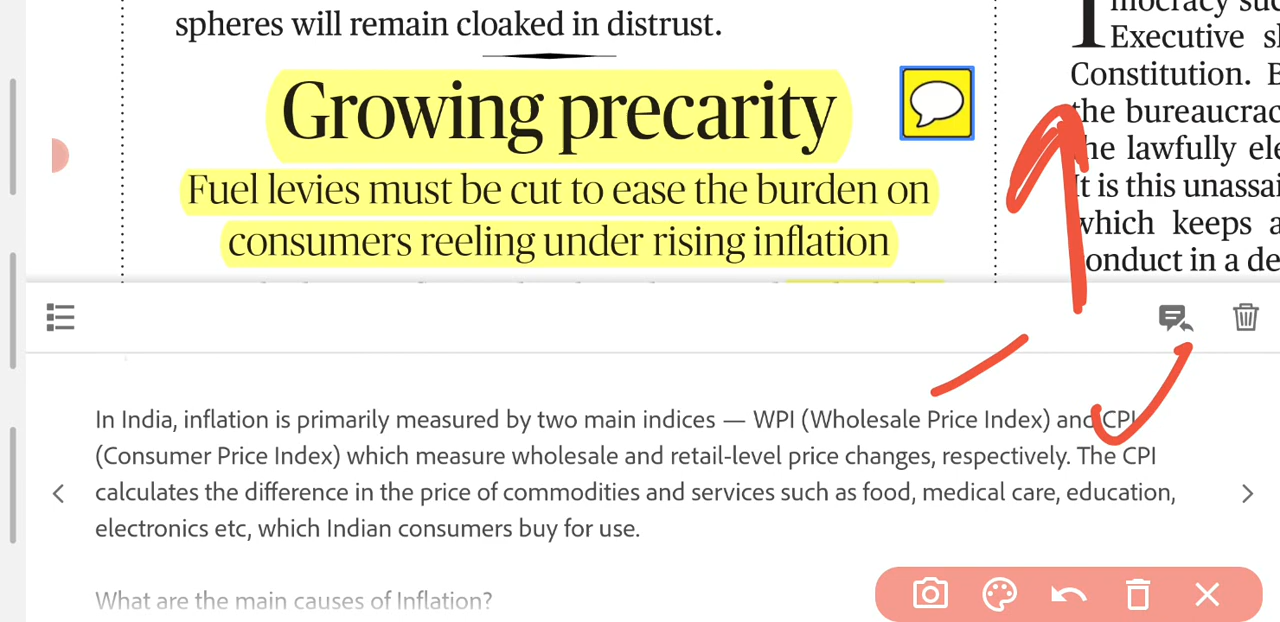 spheres will remain cloaked in distrust.
Growing precarity
Fuel levies must be cut to ease the burden on
consumers reeling under rising inflation
Executive
Constitution.
the bureaucrac
the lawfully ele
It is this unassai
which keeps a
conduct in a de
In India, inflation is primarily measured by two main indices — WPI (Wholesale Price Index) and CPI
(Consumer Price Index) which measure wholesale and retail-level price changes, respectively. The CPI
calculates the difference in the price of commodities and services such as food, medical care, education,
electronics etc, which Indian consumers buy for use.
What are the main causes of Inflation?